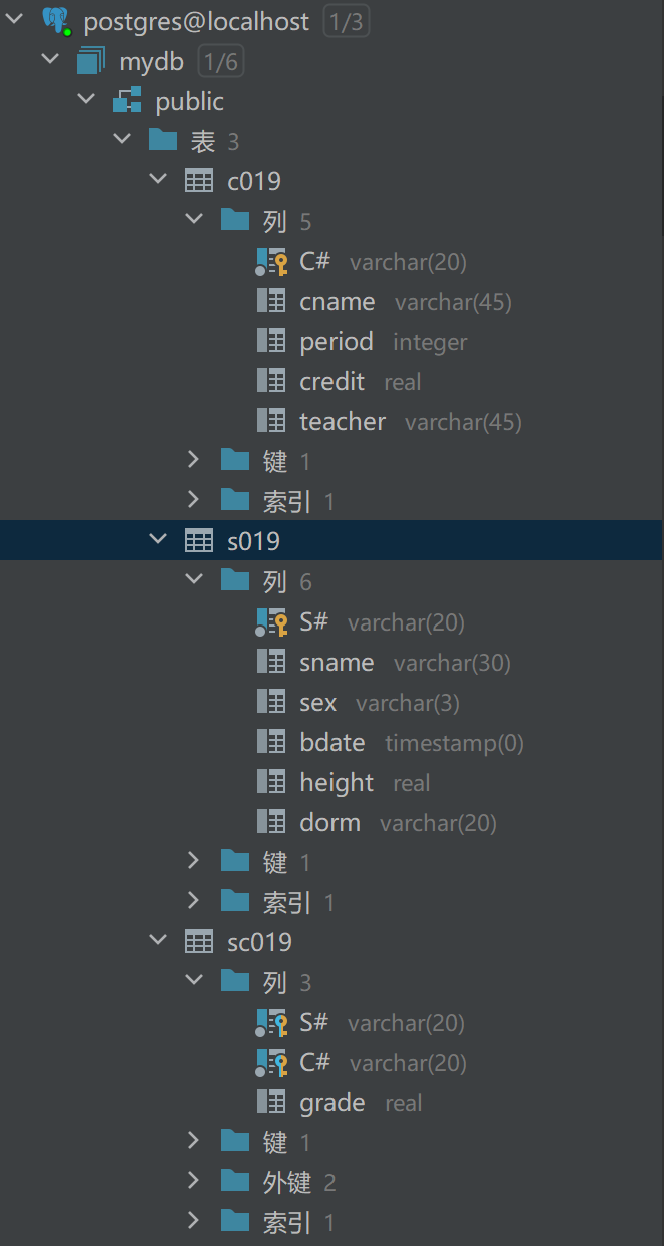 postgres@localhost 1/3
mydb 1/6
public
表 3
c019
列 5
C# varchar(20)
cname varchar(45)
period integer
credit real
teacher varchar(45)
键 1
索引 1
s019
列 6
S# varchar(20)
sname varchar(30)
sex varchar(3)
bdate timestamp(0)
height real
dorm varchar(20)
键 1
索引 1
sc019
列 3
S# varchar(20)
C# varchar(20)
grade real
键 1
外键 2
索引 1